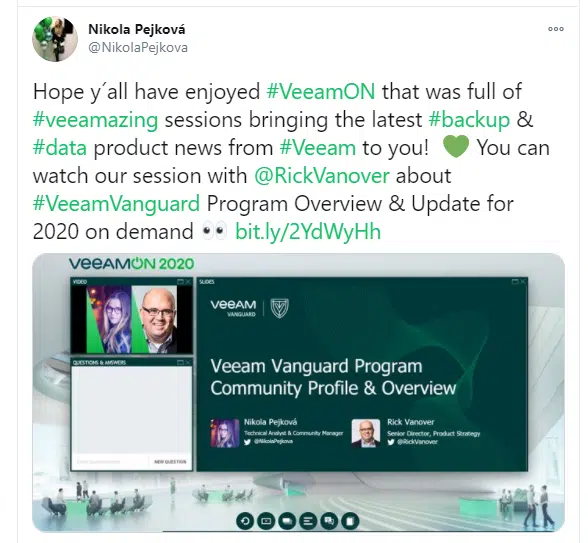 Nikola Pejková
@NikolaPejkova
Hope y´all have enjoyed #VeeamON that was full of
#veeamazing sessions bringing the latest #backup &
#data product news from #Veeam to you! 💚 You can
watch our session with @RickVanover about
#VeeamVanguard Program Overview & Update for
2020 on demand 👀 bit.ly/2YdWyHh
VEEAMON 2020
VIDEO
SLIDES
VEEAM
VANGUARD
Veeam Vanguard Program
Community Profile & Overview
QUESTIONS & ANSWERS
Nikola Pejková
Technical Analyst & Community Manager
@NikolaPejkova
Rick Vanover
Senior Director, Product Strategy
@RickVanover
NEW QUESTION